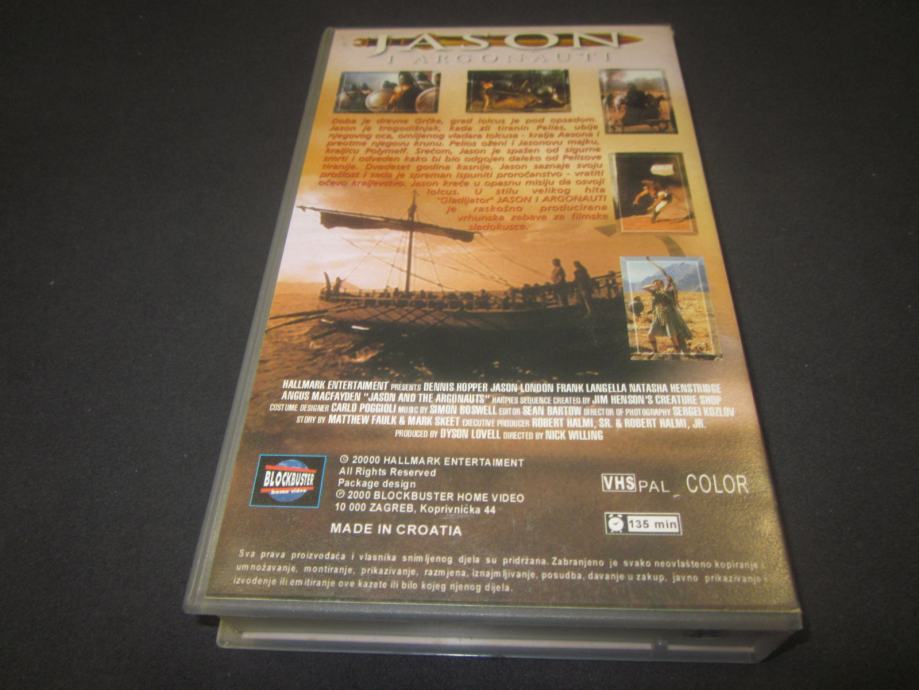 JASON
I ARGONAUTI
Doba je drevne Grčke, grad Iolcus je pod opsadom.
Jason je trogodišnjak, kada zli tiranin Pelias, ubije
njegovog oca, omiljenog vladara Iolcusa - kralja Aesona i
preotme njegovu krunu. Pelias oženi i Jasonovu majku,
kraljicu Polymelf. Srećom, Jason je spašen od sigurne
smrti i odveden kako bi bio odgojen daleko od Peliasove
tiranije. Dvadeset godina kasnije, Jason saznaje svoju
prošlost i sada je spreman ispuniti proročanstvo - vratiti
očevo kraljevstvo. Jason kreće u opasnu misiju da osvoji
Iolcus. U stilu velikog hita
"Gladijator" JASON I ARGONAUTI
je raskošno producirana
vrhunska zabava za filmske
sladokusce.
HALLMARK ENTERTAIMENT PRESENTS DENNIS HOPPER JASON LONDON FRANK LANGELLA NATASHA HENSTRIDGE
ANGUS MACFAYDEN "JASON AND THE ARGONAUTS" HARPIES SEQUENCE CREATED BY JIM HENSON'S CREATURE SHOP
COSTUME DESIGNER CARLO POGGIOLI MUSIC BY SIMON BOSWELL EDITOR SEAN BARTOW DIRECTOR OF PHOTOGRAPHY SERGEI KOZLOV
STORY BY MATTHEW FAULK & MARK SKEET EXECUTIVE PRODUCER ROBERT HALMI, SR. & ROBERT HALMI, JR.
PRODUCED BY DYSON LOVELL DIRECTED BY NICK WILLING
BLOCKBUSTER
home video
© 20000 HALLMARK ENTERTAIMENT
All Rights Reserved
Package design
℗ 2000 BLOCKBUSTER HOME VIDEO
10 000 ZAGREB, Koprivnička 44
MADE IN CROATIA
VHS PAL COLOR
135 min
Sva prava proizvođača i vlasnika snimljenog djela su pridržana. Zabranjeno je svako neovlašteno kopiranje
umnožavanje, montiranje, prikazivanje, razmjena, iznajmljivanje, posudba, davanje u zakup, javno prikazivanje
izvođenje ili emitiranje ove kazete ili bilo kojeg njenog dijela.